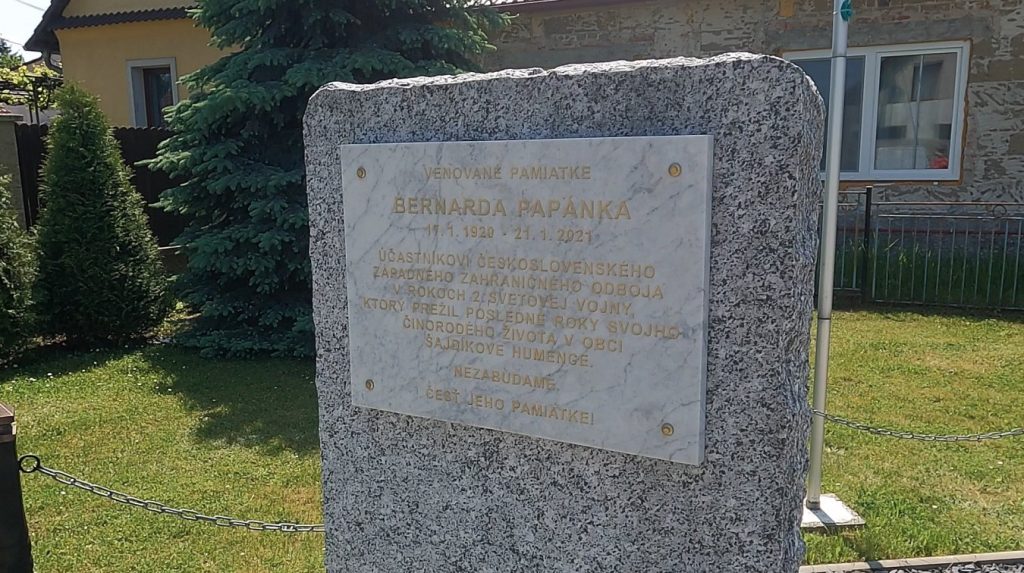 VENOVANÉ PAMIATKE
BERNARDA PAPÁNKA
17.1.1920 - 21.1.2021
ÚČASTNÍKOVI ČESKOSLOVENSKÉHO
ZÁPADNÉHO ZAHRANIČNÉHO ODBOJA
V ROKOCH 2.SVETOVEJ VOJNY,
KTORÝ PREŽIL POSLEDNÉ ROKY SVOJHO
ČINORODÉHO ŽIVOTA V OBCI
ŠAJDÍKOVE HUMENCE.
NEZABUDAME.
ČESŤ JEHO PAMIATKE!